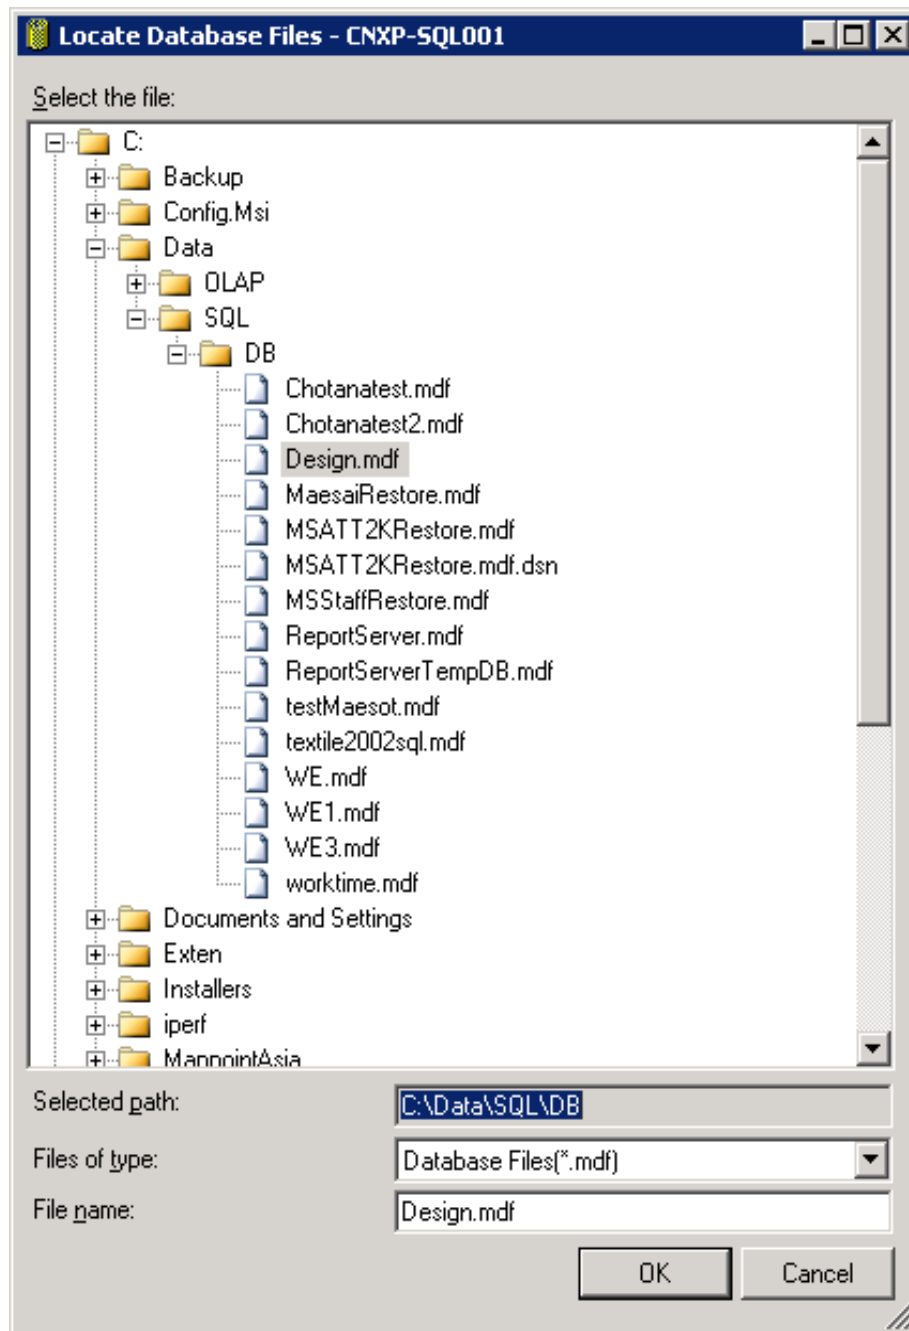 Locate Database Files - CNXP-SQL001
Select the file:
C:
Backup
Config.Msi
Data
OLAP
SQL
DB
Chotanatest.mdf
Chotanatest2.mdf
Design.mdf
MaesaiRestore.mdf
MSATT2KRestore.mdf
MSATT2KRestore.mdf.dsn
MSStaffRestore.mdf
ReportServer.mdf
ReportServerTempDB.mdf
testMaesot.mdf
textile2002sql.mdf
WE.mdf
WE1.mdf
WE3.mdf
worktime.mdf
Documents and Settings
Exten
Installers
iperf
MappointAsia
Selected path: C:\Data\SQL\DB
Files of type: Database Files(*.mdf)
File name: Design.mdf
OK Cancel